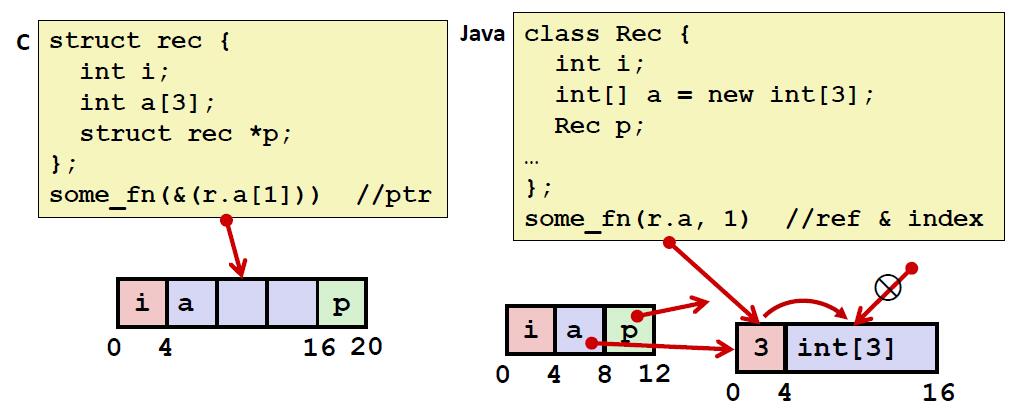 C
struct rec {
int i;
int a[3];
struct rec *p;
};
some_fn(&(r.a[1])) //ptr
i a p
0 4 16 20
Java
class Rec {
int i;
int[] a = new int[3];
Rec p;
…
};
some_fn(r.a, 1) //ref & index
i a p
0 4 8 12
3 int[3]
0 4 16